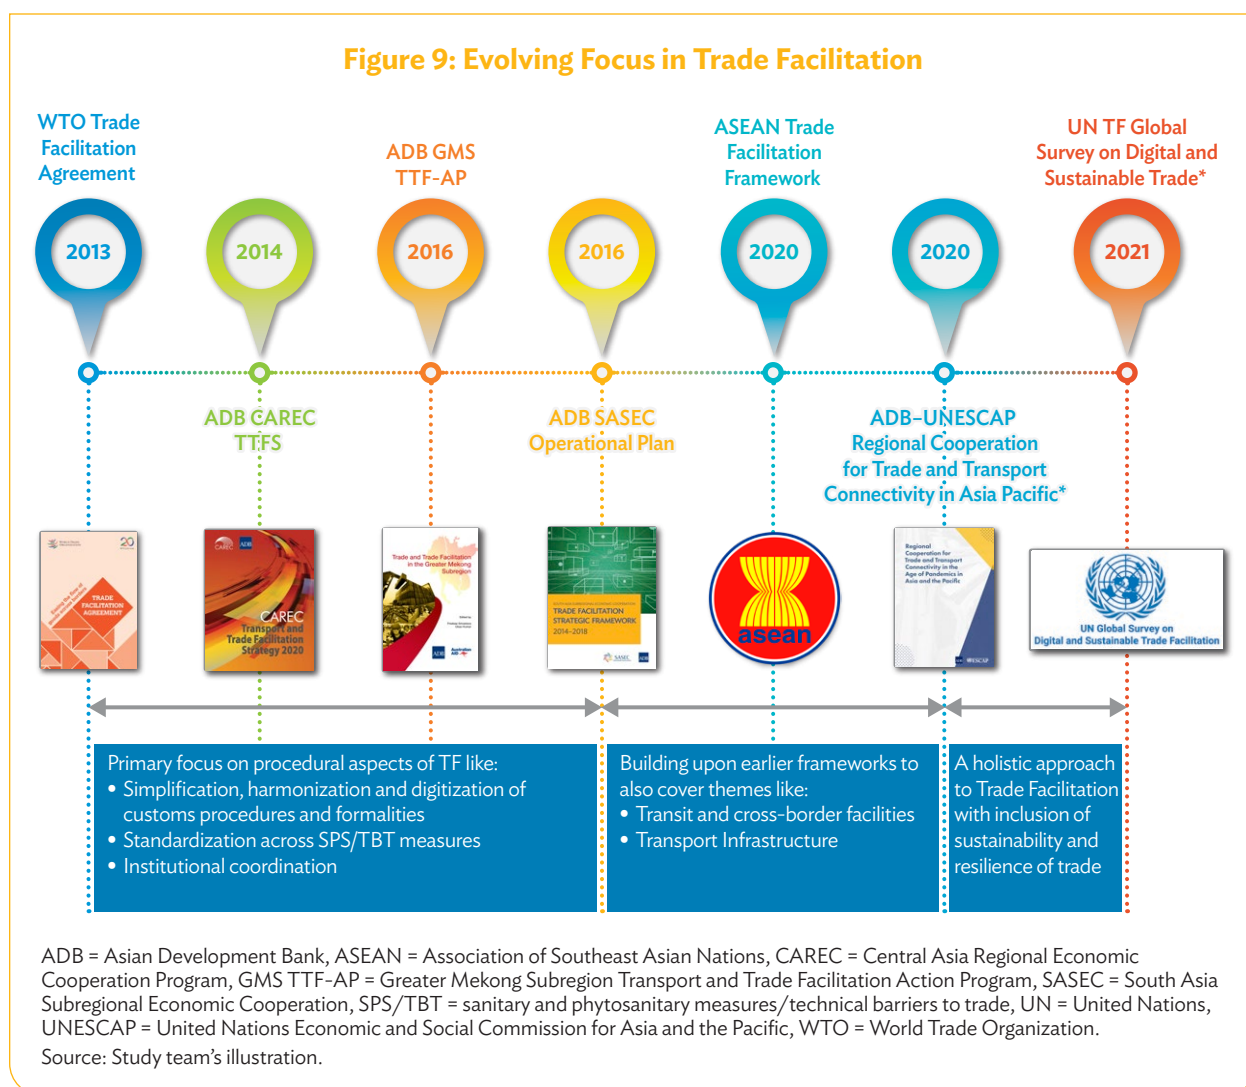 Figure 9: Evolving Focus in Trade Facilitation
WTO Trade
Facilitation
Agreement
ADB GMS
TTF-AP
ASEAN Trade
Facilitation
Framework
UN TF Global
Survey on Digital and
Sustainable Trade*
2013
2014
2016
2016
2020
2020
2021
ADB CAREC
TTFS
ADB SASEC
Operational Plan
ADB–UNESCAP
Regional Cooperation
for Trade and Transport
Connectivity in Asia Pacific*
20
TRADE
FACILITATION
AGREEMENT
CAREC
ADB
CAREC
Transport and
Trade Facilitation
Strategy 2020
Trade and Trade Facilitation
in the Greater Mekong
Subregion
ADB
Australian
AID
TRADE FACILITATION
STRATEGIC FRAMEWORK
2014–2018
SASEC
ADB
asean
Regional
Cooperation for
Trade and Transport
Connectivity in the
Age of Pandemics in
Asia and the Pacific
ADB
ESCAP
UN Global Survey on
Digital and Sustainable Trade Facilitation
Primary focus on procedural aspects of TF like:
• Simplification, harmonization and digitization of
customs procedures and formalities
• Standardization across SPS/TBT measures
• Institutional coordination
Building upon earlier frameworks to
also cover themes like:
• Transit and cross-border facilities
• Transport Infrastructure
A holistic approach
to Trade Facilitation
with inclusion of
sustainability and
resilience of trade
ADB = Asian Development Bank, ASEAN = Association of Southeast Asian Nations, CAREC = Central Asia Regional Economic
Cooperation Program, GMS TTF-AP = Greater Mekong Subregion Transport and Trade Facilitation Action Program, SASEC = South Asia
Subregional Economic Cooperation, SPS/TBT = sanitary and phytosanitary measures/technical barriers to trade, UN = United Nations,
UNESCAP = United Nations Economic and Social Commission for Asia and the Pacific, WTO = World Trade Organization.
Source: Study team’s illustration.